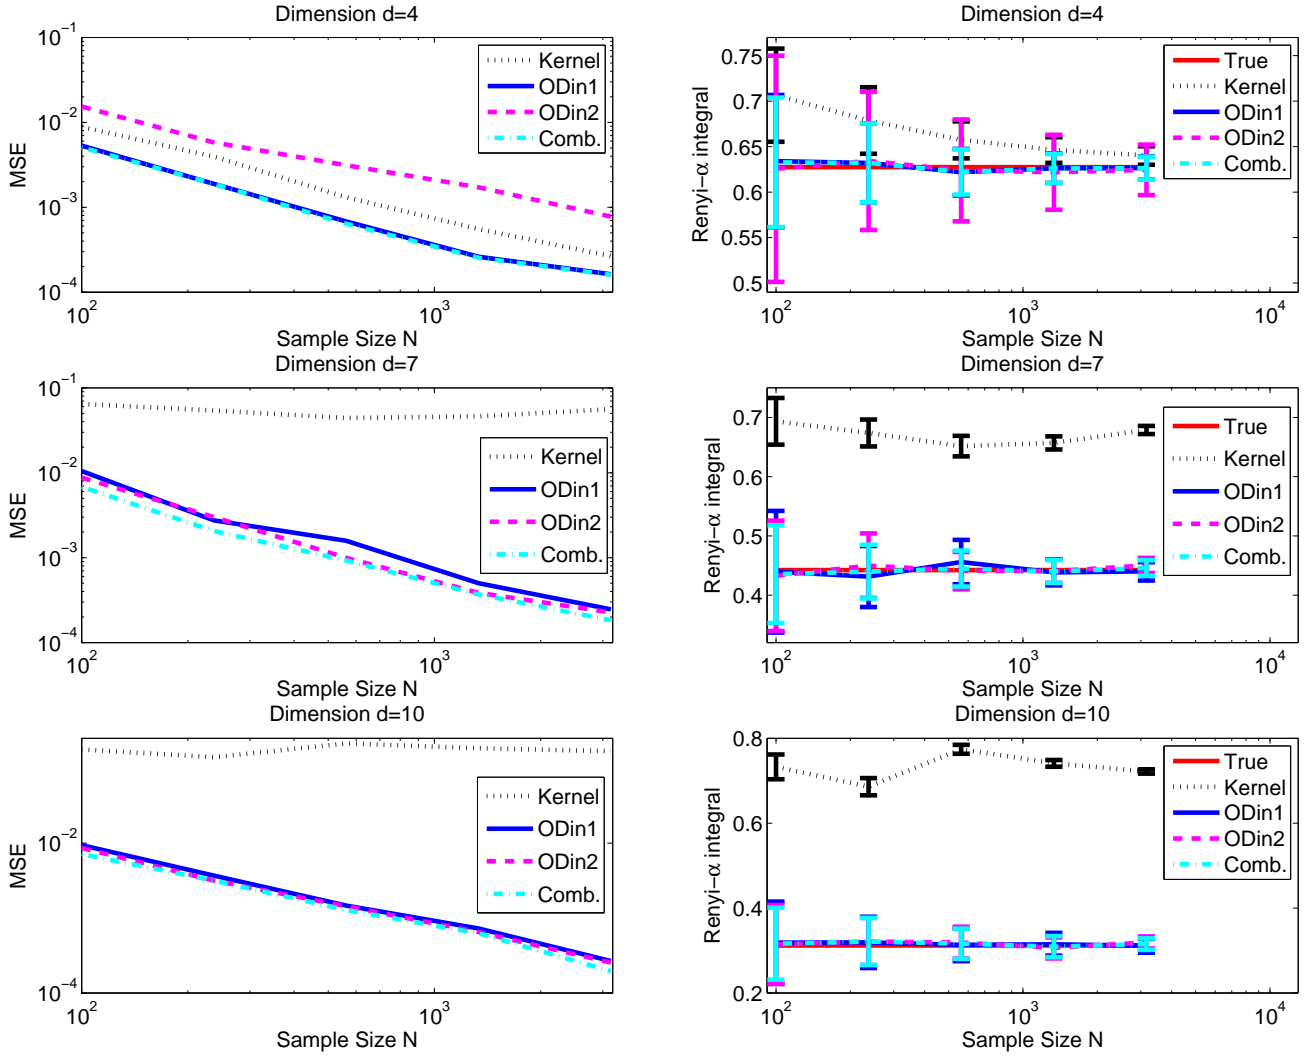 Dimension d=4
10^-1
10^-2
10^-3
10^-4
MSE
10^2
10^3
Sample Size N
Kernel
ODin1
ODin2
Comb.
Dimension d=4
0.75
0.7
0.65
0.6
0.55
0.5
Renyi-α integral
10^2
10^3
10^4
Sample Size N
True
Kernel
ODin1
ODin2
Comb.
Dimension d=7
10^-1
10^-2
10^-3
10^-4
MSE
10^2
10^3
Sample Size N
Kernel
ODin1
ODin2
Comb.
Dimension d=7
0.7
0.6
0.5
0.4
Renyi-α integral
10^2
10^3
10^4
Sample Size N
True
Kernel
ODin1
ODin2
Comb.
Dimension d=10
10^-2
10^-4
MSE
10^2
10^3
Sample Size N
Kernel
ODin1
ODin2
Comb.
Dimension d=10
0.8
0.6
0.4
0.2
Renyi-α integral
10^2
10^3
10^4
Sample Size N
True
Kernel
ODin1
ODin2
Comb.